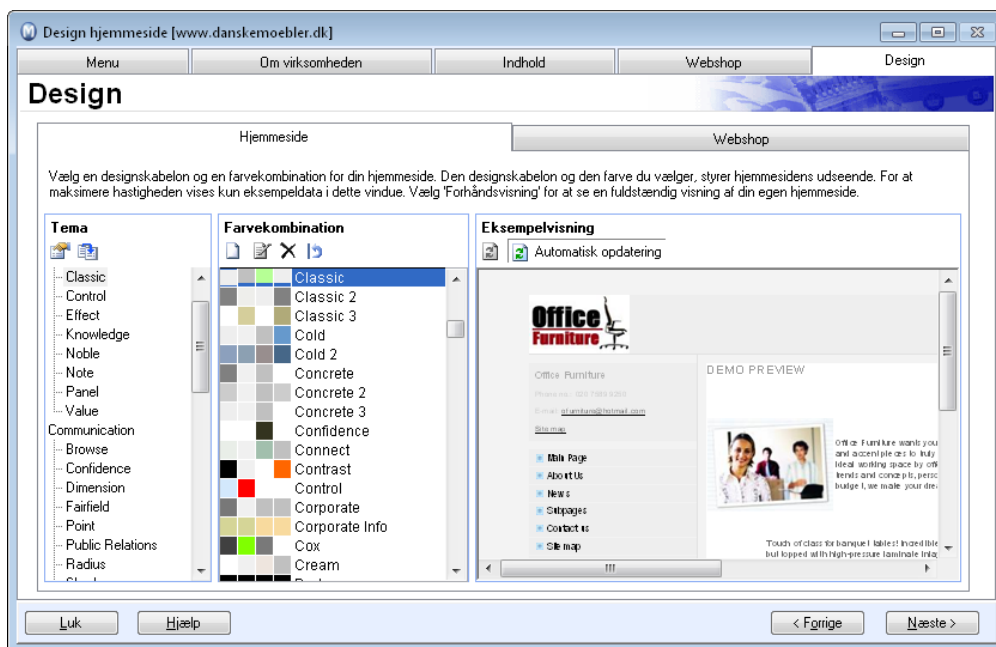 Design hjemmeside [www.danskemoebler.dk]
Menu
Om virksomheden
Indhold
Webshop
Design
Design
Hjemmeside
Webshop
Vælg en designskabelon og en farvekombination for din hjemmeside. Den designskabelon og den farve du vælger, styrer hjemmesidens udseende. For at
maksimere hastigheden vises kun eksempeldata i dette vindue. Vælg 'Forhåndsvisning' for at se en fuldstændig visning af din egen hjemmeside.
Tema
Classic
Control
Effect
Knowledge
Noble
Note
Panel
Value
Communication
Browse
Confidence
Dimension
Fairfield
Point
Public Relations
Radius
Farvekombination
Classic
Classic 2
Classic 3
Cold
Cold 2
Concrete
Concrete 2
Concrete 3
Confidence
Connect
Contrast
Control
Corporate
Corporate Info
Cox
Cream
Eksempelvisning
Automatisk opdatering
Office
Furniture
Office Furniture
Site map
Main Page
About Us
News
Subpages
Contact us
Site map
DEMO PREVIEW
Office Furniture wants you
and accent pieces to truly
ideal working space by offi
trends and concepts, perso
budget, we make your drea
Touch of class for banquet tables! Incredible
but topped with high-pressure laminate inlay
Luk
Hjælp
< Forrige
Næste >